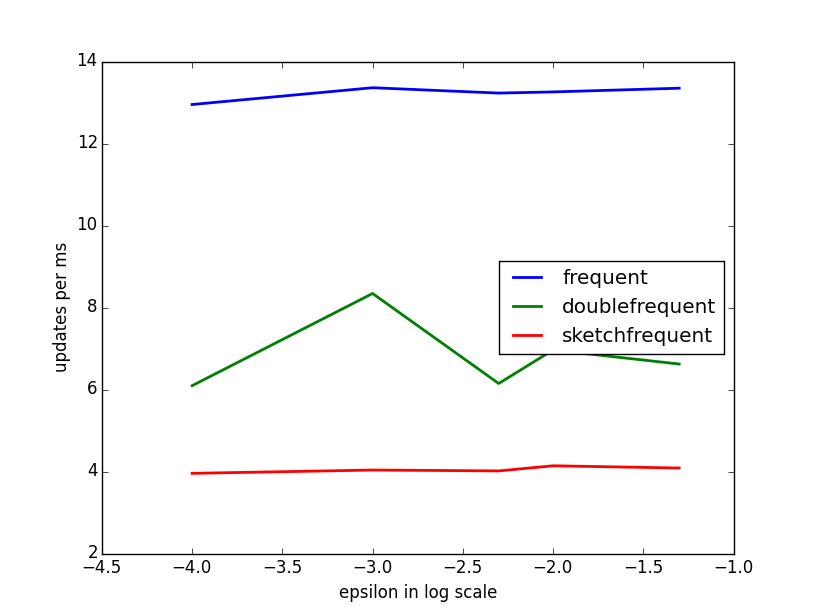 14
12
10
8
6
4
2
updates per ms
frequent
doublefrequent
sketchfrequent
−4.5 −4.0 −3.5 −3.0 −2.5 −2.0 −1.5 −1.0
epsilon in log scale